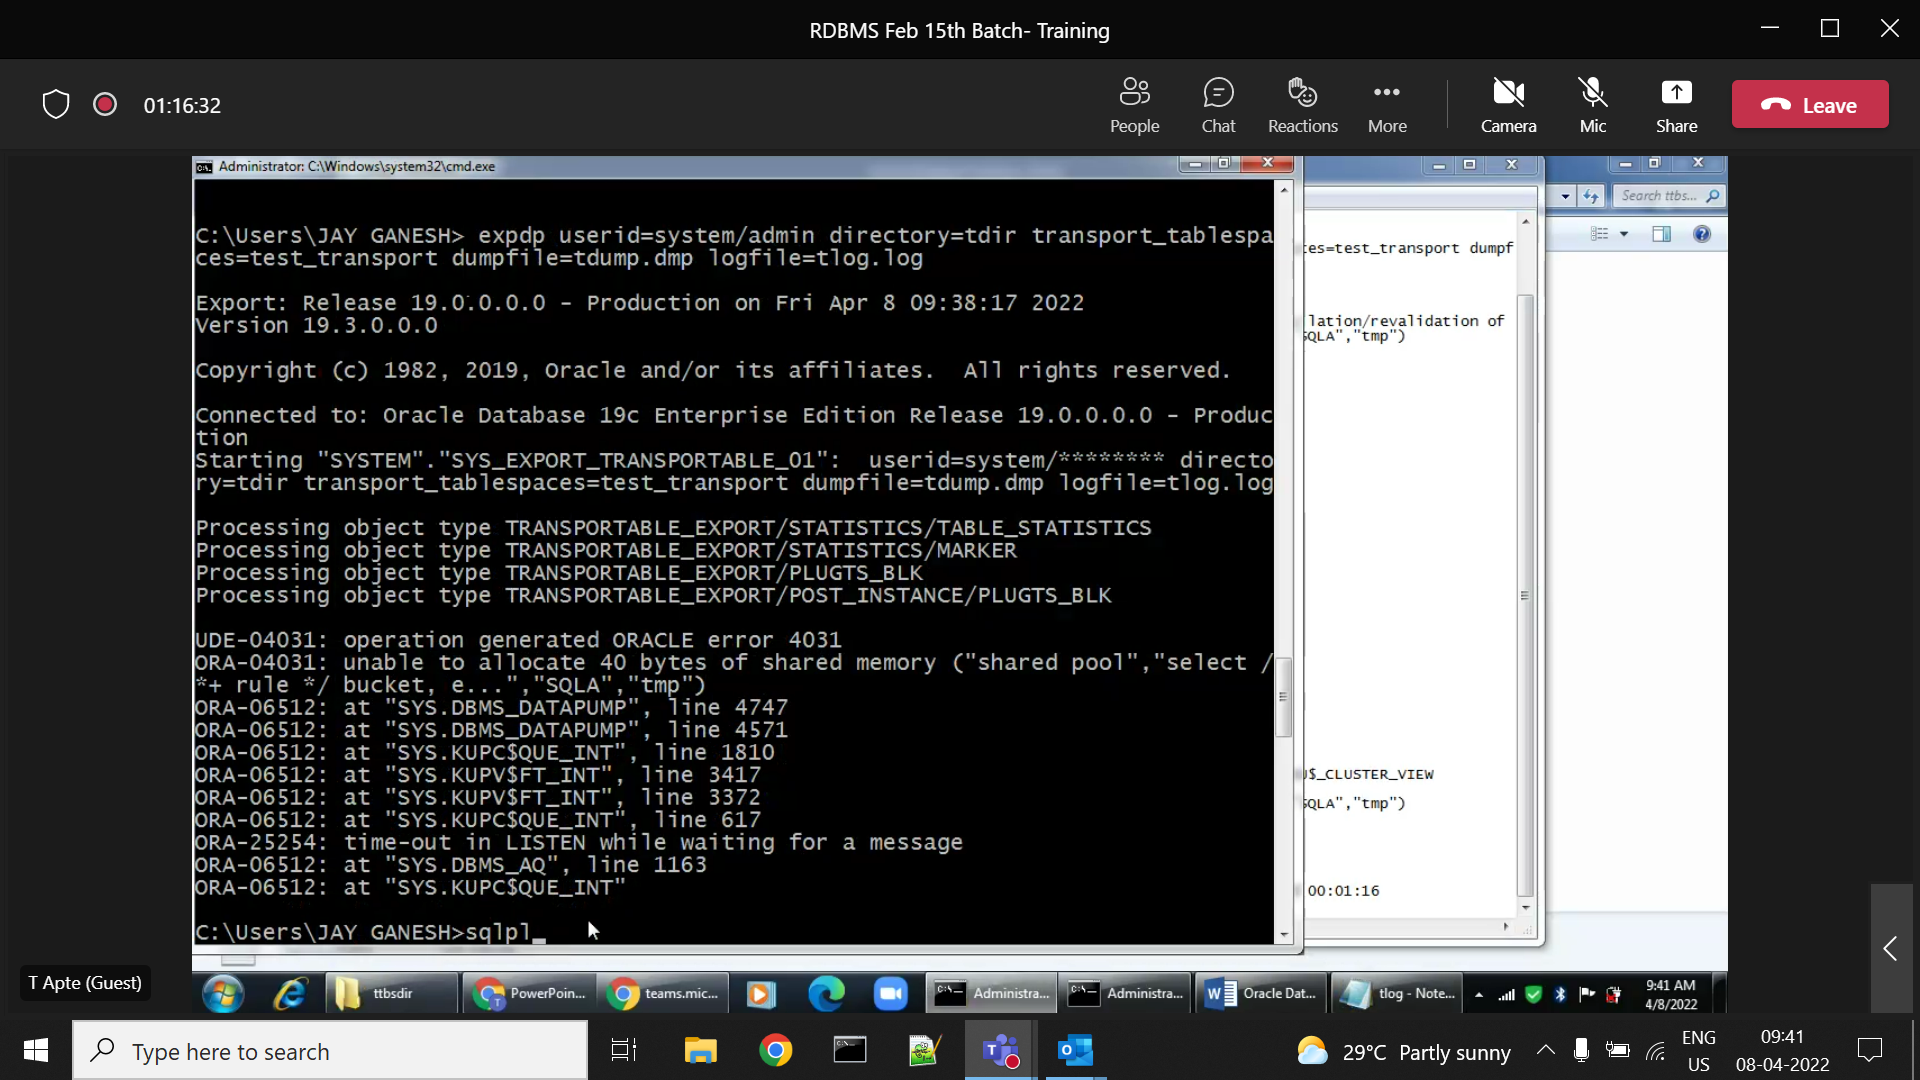 RDBMS Feb 15th Batch- Training
01:16:32
People
Chat
Reactions
More
Camera
Mic
Share
Leave
Administrator: C:\Windows\system32\cmd.exe
C:\Users\JAY GANESH> expdp userid=system/admin directory=tdir transport_tablespa
ces=test_transport dumpfile=tdump.dmp logfile=tlog.log
Export: Release 19.0.0.0.0 - Production on Fri Apr 8 09:38:17 2022
Version 19.3.0.0.0
Copyright (c) 1982, 2019, Oracle and/or its affiliates.  All rights reserved.
Connected to: Oracle Database 19c Enterprise Edition Release 19.0.0.0.0 - Produc
tion
Starting "SYSTEM"."SYS_EXPORT_TRANSPORTABLE_01":  userid=system/******** directo
ry=tdir transport_tablespaces=test_transport dumpfile=tdump.dmp logfile=tlog.log
Processing object type TRANSPORTABLE_EXPORT/STATISTICS/TABLE_STATISTICS
Processing object type TRANSPORTABLE_EXPORT/STATISTICS/MARKER
Processing object type TRANSPORTABLE_EXPORT/PLUGTS_BLK
Processing object type TRANSPORTABLE_EXPORT/POST_INSTANCE/PLUGTS_BLK
UDE-04031: operation generated ORACLE error 4031
ORA-04031: unable to allocate 40 bytes of shared memory ("shared pool","select /
*+ rule */ bucket, e...","SQLA","tmp")
ORA-06512: at "SYS.DBMS_DATAPUMP", line 4747
ORA-06512: at "SYS.DBMS_DATAPUMP", line 4571
ORA-06512: at "SYS.KUPC$QUE_INT", line 1810
ORA-06512: at "SYS.KUPV$FT_INT", line 3417
ORA-06512: at "SYS.KUPV$FT_INT", line 3372
ORA-06512: at "SYS.KUPC$QUE_INT", line 617
ORA-25254: time-out in LISTEN while waiting for a message
ORA-06512: at "SYS.DBMS_AQ", line 1163
ORA-06512: at "SYS.KUPC$QUE_INT"
C:\Users\JAY GANESH>sqlpl_
Search ttbs...
es=test_transport dumpf
lation/revalidation of
SQLA","tmp")
$_CLUSTER_VIEW
SQLA","tmp")
00:01:16
T Apte (Guest)
ttbsdir
PowerPoin...
teams.mic...
Administra...
Administra...
Oracle Dat...
tlog - Note...
9:41 AM
4/8/2022
Type here to search
29°C Partly sunny
ENG
US
09:41
08-04-2022